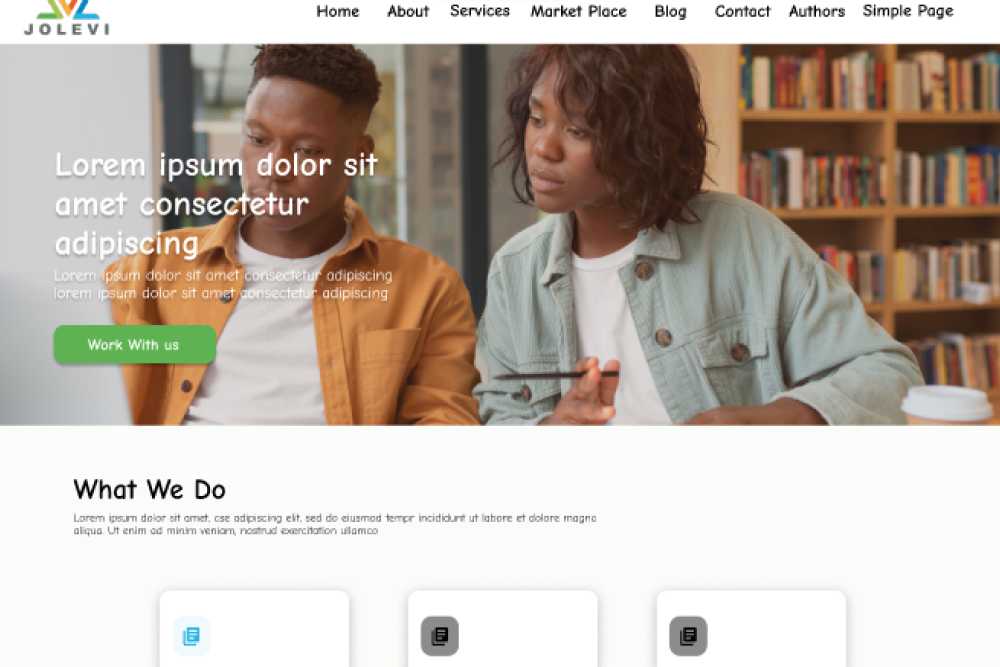 JOLEVI
Home About Services Market Place Blog Contact Authors Simple Page
Lorem ipsum dolor sit
amet consectetur
adipiscing
Lorem ipsum dolor sit amet consectetur adipiscing
lorem ipsum dolor sit amet consectetur adipiscing
Work With us
What We Do
Lorem ipsum dolor sit amet, cse adipiscing elit, sed do eiusmod tempr incididunt ut labore et dolore magna
aliqua. Ut enim ad minim veniam, nostrud exercitation ullamco